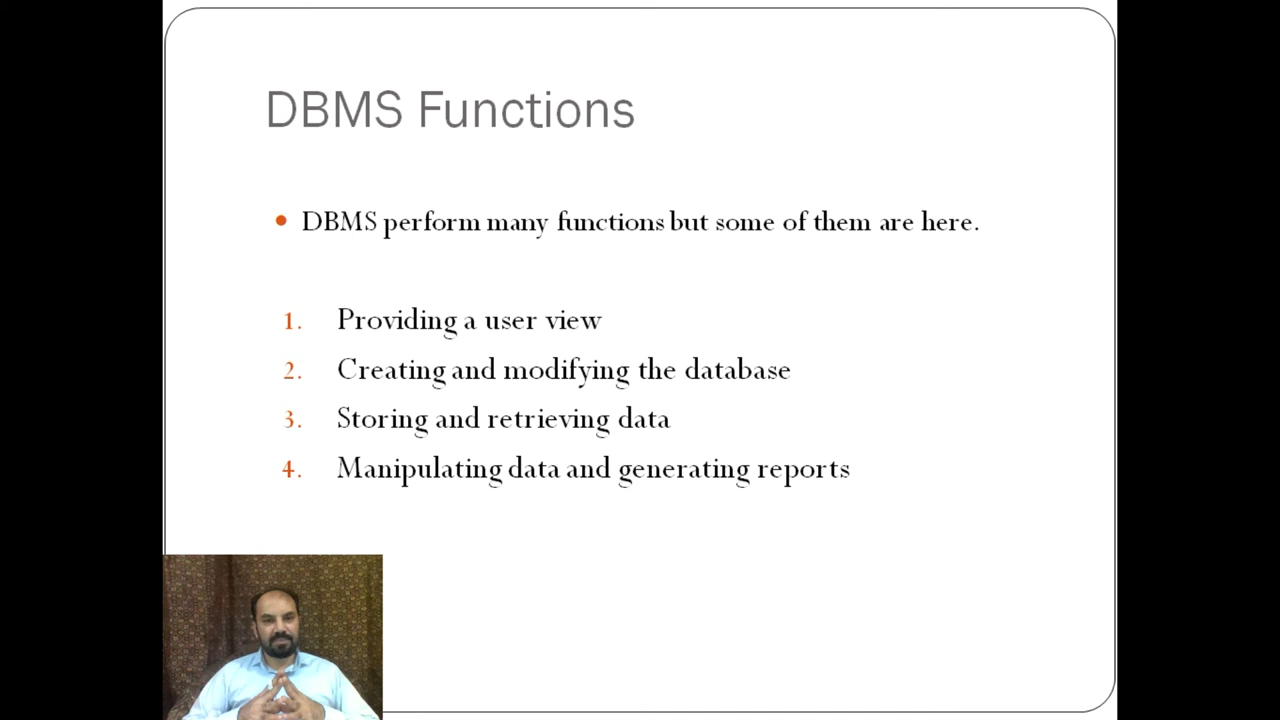 DBMS Functions
• DBMS perform many functions but some of them are here.
1. Providing a user view
2. Creating and modifying the database
3. Storing and retrieving data
4. Manipulating data and generating reports